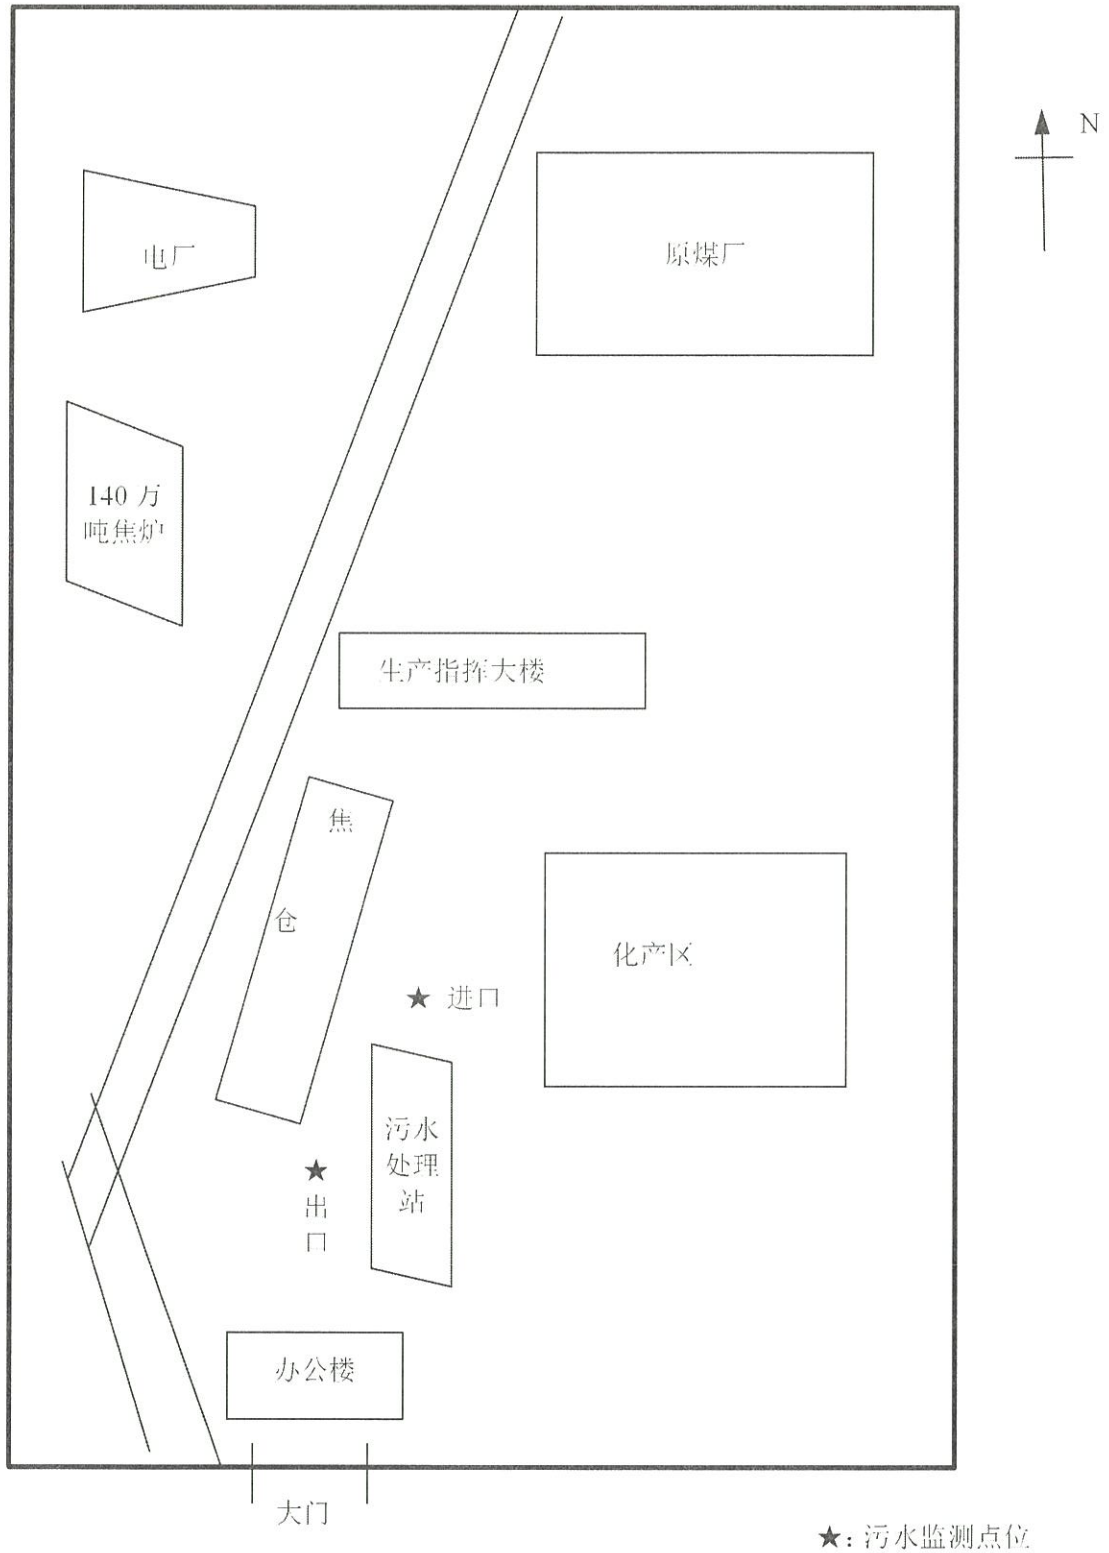 N
电厂
原煤厂
140 万
吨焦炉
生产指挥大楼
焦
仓
化产区
★ 进口
污水
处理
站
★
出
口
办公楼
大门
★: 污水监测点位